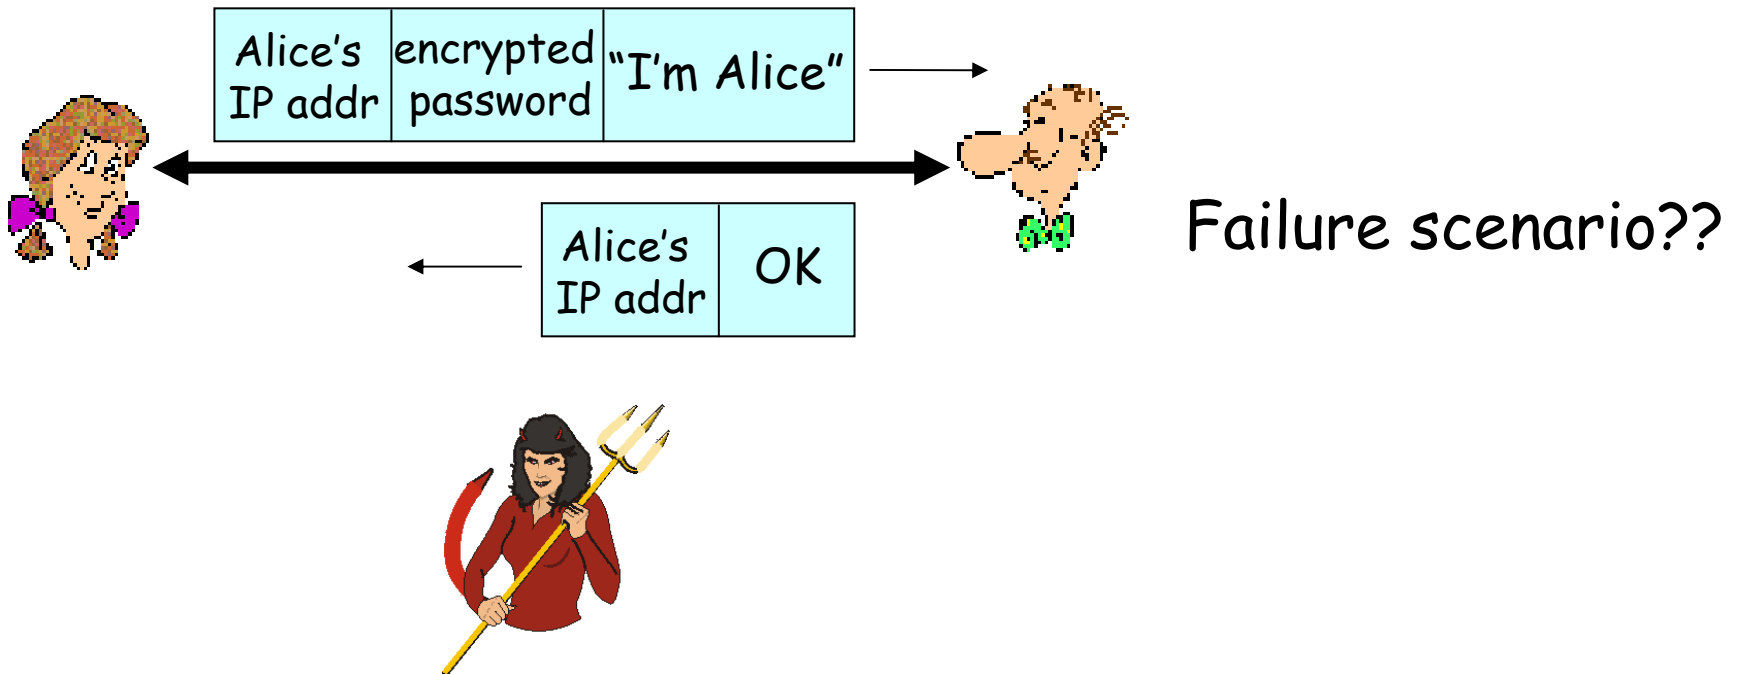 Alice’s
IP addr
encrypted
password
“I’m Alice”
Alice’s
IP addr
OK
Failure scenario??